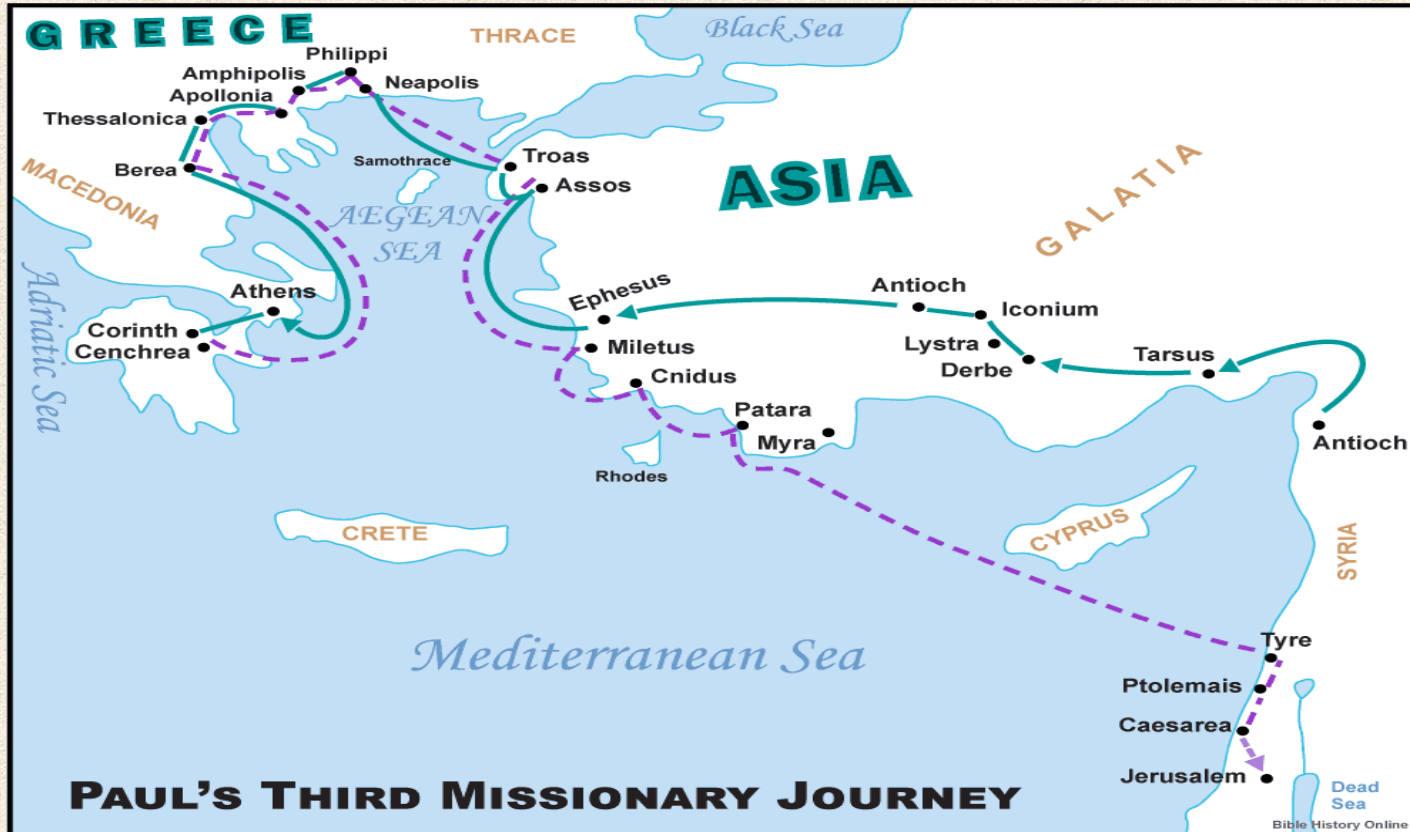 GREECE
THRACE
Black Sea
Philippi
Amphipolis
Neapolis
Apollonia
Thessalonica
Berea
Samothrace
Troas
Assos
ASIA
GALATIA
MACEDONIA
AEGEAN
SEA
Adriatic Sea
Athens
Corinth
Cenchrea
Ephesus
Antioch
Iconium
Miletus
Lystra
Derbe
Tarsus
Cnidus
Patara
Myra
Antioch
Rhodes
CRETE
CYPRUS
SYRIA
Mediterranean Sea
Tyre
Ptolemais
Caesarea
Jerusalem
Dead
Sea
PAUL'S THIRD MISSIONARY JOURNEY
Bible History Online